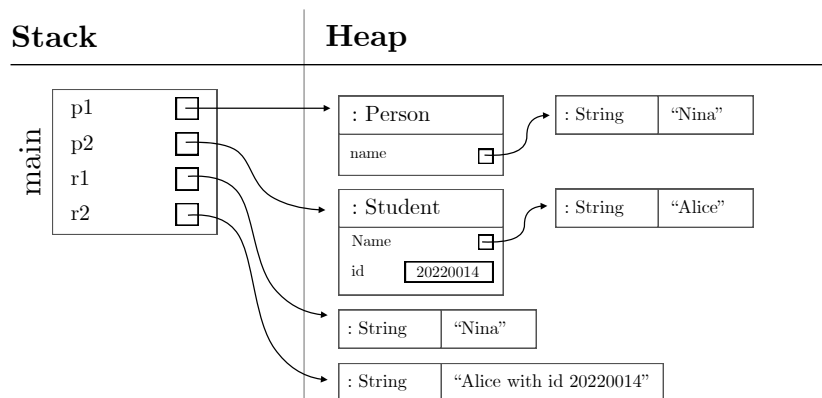 Stack
Heap
main
p1
p2
r1
r2
: Person
name
: String
“Nina”
: Student
Name
id
20220014
: String
“Alice”
: String
“Nina”
: String
“Alice with id 20220014”